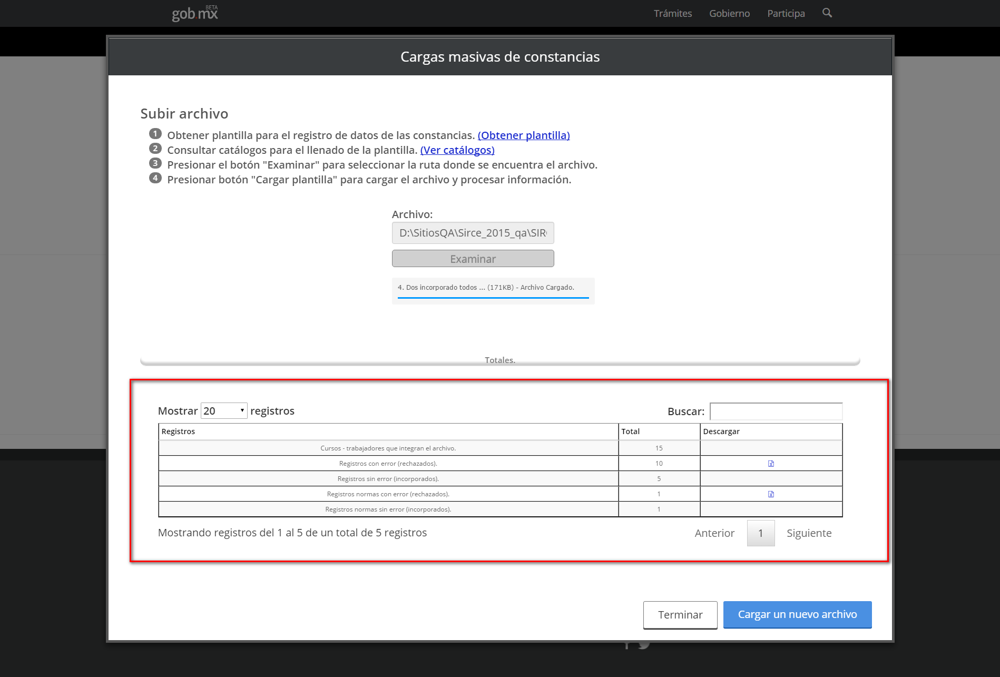 gob.mx BETA
Trámites Gobierno Participa
Cargas masivas de constancias
Subir archivo
1 Obtener plantilla para el registro de datos de las constancias. (Obtener plantilla)
2 Consultar catálogos para el llenado de la plantilla. (Ver catálogos)
3 Presionar el botón "Examinar" para seleccionar la ruta donde se encuentra el archivo.
4 Presionar botón "Cargar plantilla" para cargar el archivo y procesar información.
Archivo:
D:\SitiosQA\Sirce_2015_qa\SIR
Examinar
4. Dos incorporado todos ... (171KB) - Archivo Cargado.
Totales.
Mostrar 20 registros Buscar:
Registros Total Descargar
Cursos - trabajadores que integran el archivo. 15
Registros con error (rechazados). 10
Registros sin error (incorporados). 5
Registros normas con error (rechazados). 1
Registros normas sin error (incorporados). 1
Mostrando registros del 1 al 5 de un total de 5 registros Anterior 1 Siguiente
Terminar Cargar un nuevo archivo